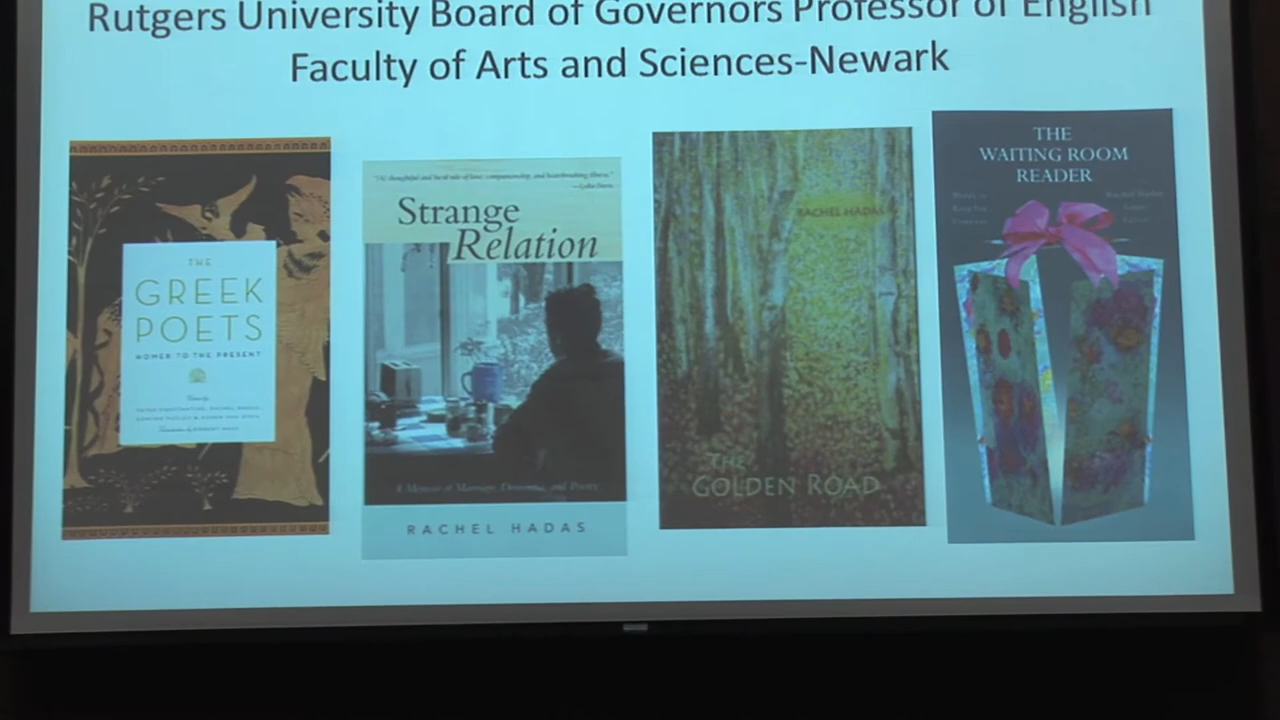 Rutgers University Board of Governors Professor of English
Faculty of Arts and Sciences-Newark
THE
GREEK
POETS
HOMER TO THE PRESENT
Strange
Relation
A Memoir of Marriage, Dementia, and Poetry
RACHEL HADAS
RACHEL HADAS
THE
GOLDEN ROAD
THE
WAITING ROOM
READER